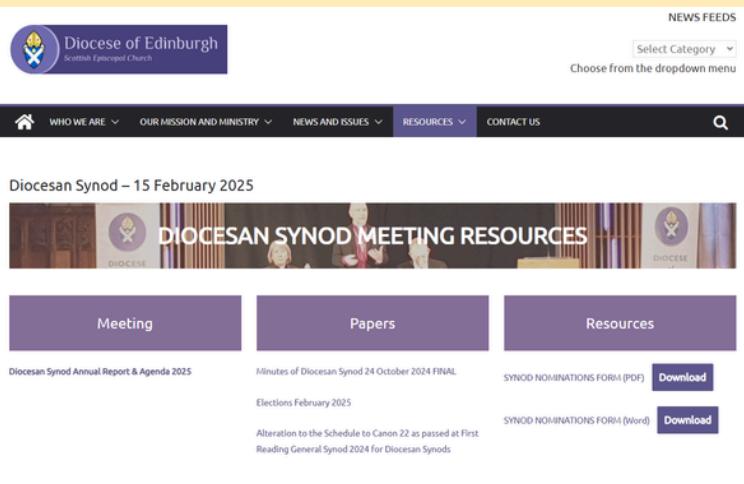 NEWS FEEDS
Diocese of Edinburgh
Scottish Episcopal Church
Select Category
Choose from the dropdown menu
WHO WE ARE
OUR MISSION AND MINISTRY
NEWS AND ISSUES
RESOURCES
CONTACT US
Diocesan Synod – 15 February 2025
DIOCESAN SYNOD MEETING RESOURCES
DIOCESE
DIOCESE
Meeting
Papers
Resources
Diocesan Synod Annual Report & Agenda 2025
Minutes of Diocesan Synod 24 October 2024 FINAL
Elections February 2025
Alteration to the Schedule to Canon 22 as passed at First
Reading General Synod 2024 for Diocesan Synods
SYNOD NOMINATIONS FORM (PDF) Download
SYNOD NOMINATIONS FORM (Word) Download